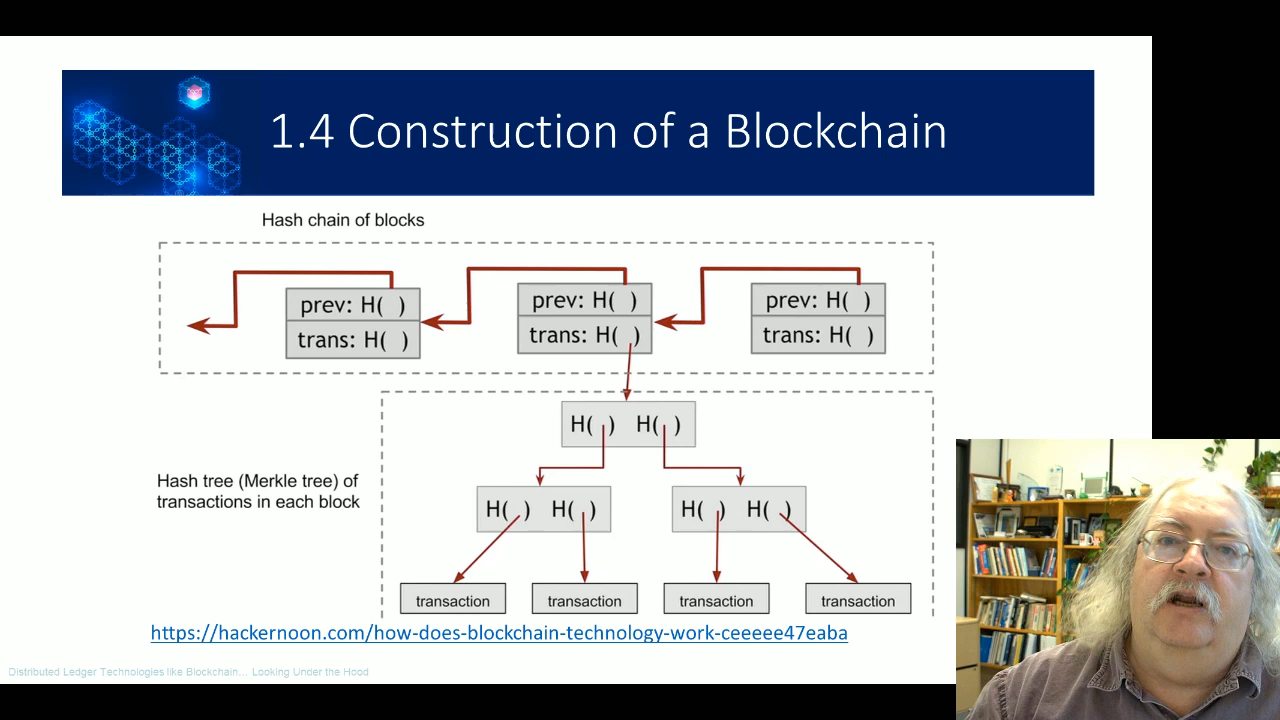 1.4 Construction of a Blockchain
Hash chain of blocks
prev: H( )
trans: H( )
prev: H( )
trans: H( )
prev: H( )
trans: H( )
H( ) H( )
Hash tree (Merkle tree) of
transactions in each block
H( ) H( )
H( ) H( )
transaction
transaction
transaction
transaction
https://hackernoon.com/how-does-blockchain-technology-work-ceeeee47eaba
Distributed Ledger Technologies like Blockchain… Looking Under the Hood